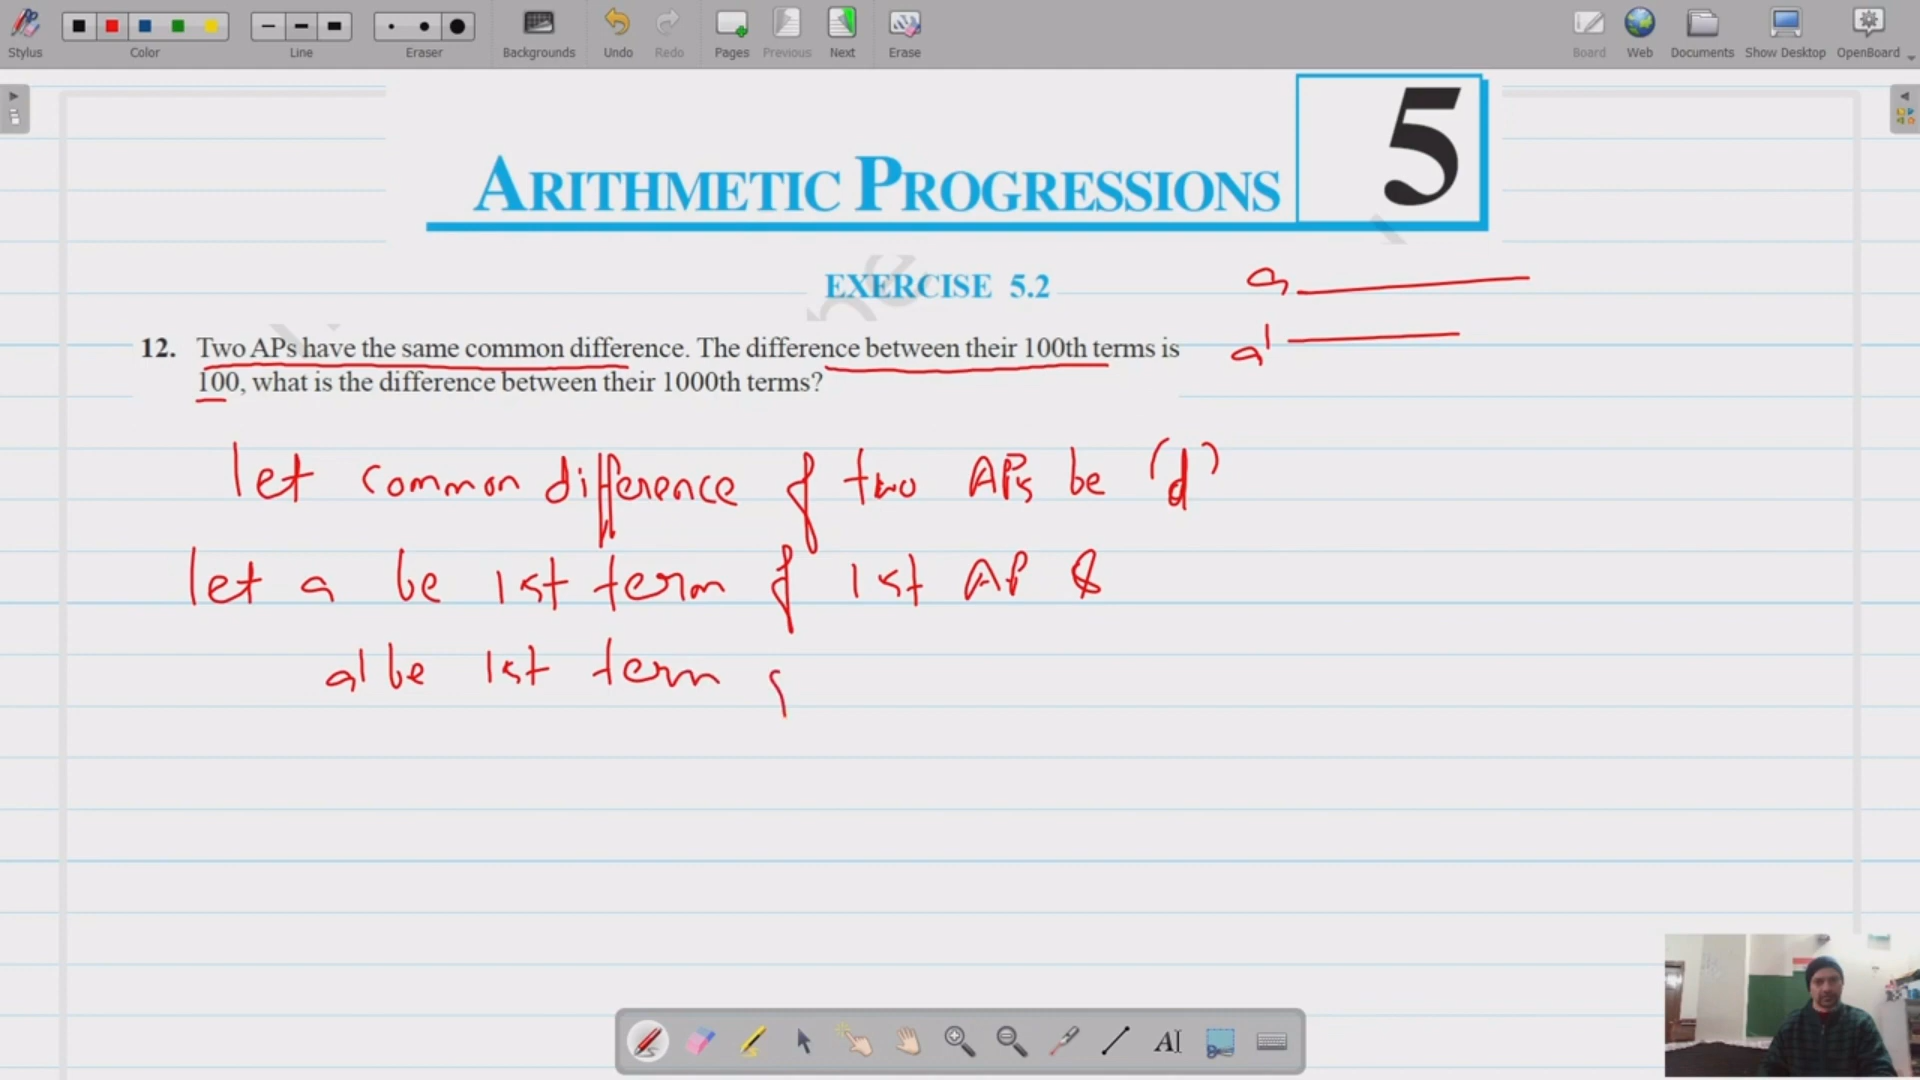 Stylus Color Line Eraser Backgrounds Undo Redo Pages Previous Next Erase Board Web Documents Show Desktop OpenBoard
5
ARITHMETIC PROGRESSIONS
EXERCISE 5.2
a
12. Two APs have the same common difference. The difference between their 100th terms is
a'
100, what is the difference between their 1000th terms?
let common difference of two APs be 'd'
let a be 1st term of 1st AP &
a' be 1st term